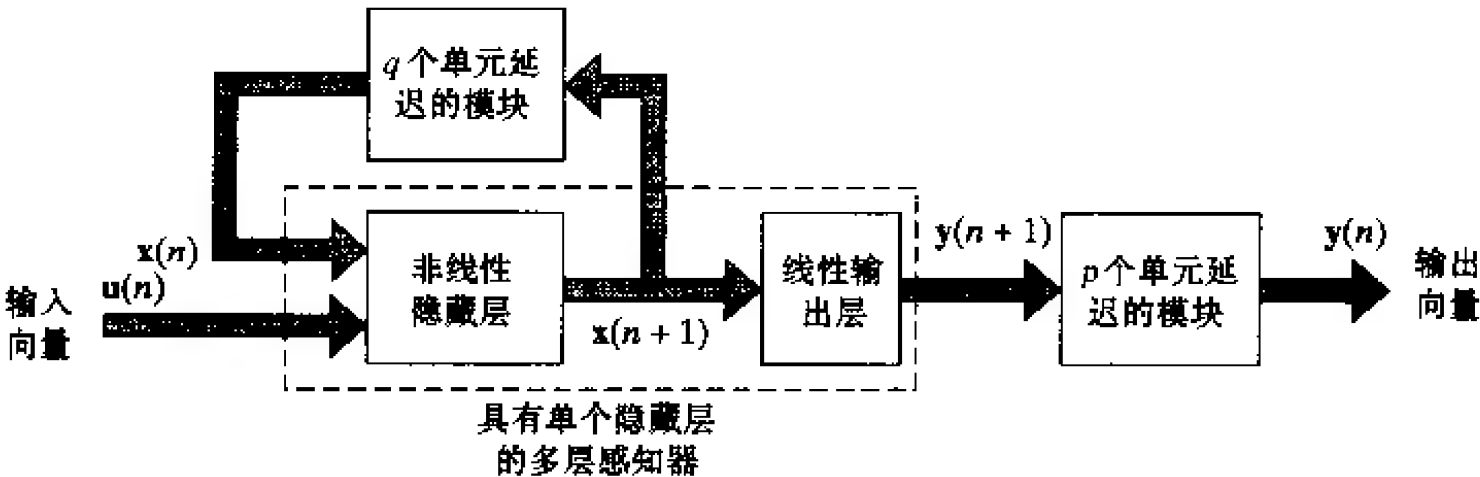 q个单元延
迟的模块
x(n)
u(n)
输入
向量
非线性
隐藏层
x(n + 1)
线性输
出层
y(n + 1)
p个单元延
迟的模块
y(n)
输出
向量
具有单个隐藏层
的多层感知器